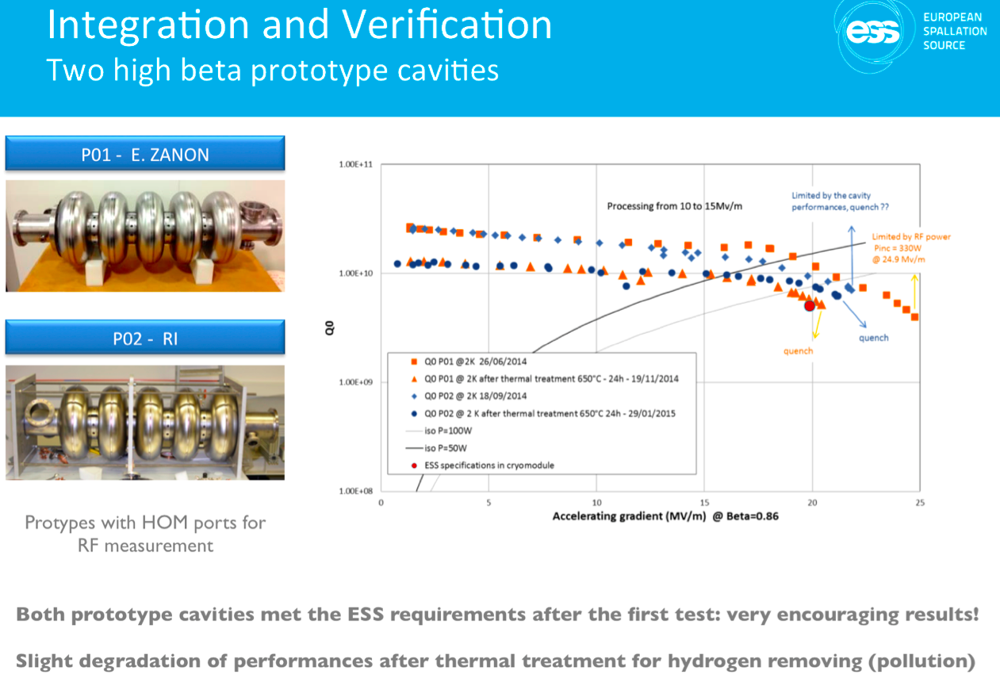 Integration and Verification
Two high beta prototype cavities
ess
EUROPEAN
SPALLATION
SOURCE
P01 - E. ZANON
P02 - RI
Protypes with HOM ports for
RF measurement
1.00E+11
1.00E+10
1.00E+09
1.00E+08
Q0
Processing from 10 to 15Mv/m
Limited by the cavity
performances, quench ??
Limited by RF power
Pinc = 330W
@ 24.9 Mv/m
quench
quench
Q0 P01 @2K 26/06/2014
Q0 P01 @ 2K after thermal treatment 650°C - 24h - 19/11/2014
Q0 P02 @ 2K 18/09/2014
Q0 P02 @ 2 K after thermal treatment 650°C 24h - 29/01/2015
iso P=100W
iso P=50W
ESS specifications in cryomodule
0 5 10 15 20 25
Accelerating gradient (MV/m) @ Beta=0.86
Both prototype cavities met the ESS requirements after the first test: very encouraging results!
Slight degradation of performances after thermal treatment for hydrogen removing (pollution)